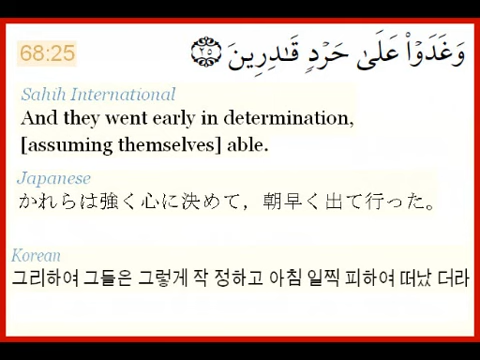 68:25
وَغَدَوْا۟ عَلَىٰ حَرْدٍۢ قَـٰدِرِينَ ٢٥
Sahih International
And they went early in determination,
[assuming themselves] able.
Japanese
かれらは強く心に決めて，朝早く出て行った。
Korean
그리하여 그들은 그렇게 작 정하고 아침 일찍 피하여 떠났 더라